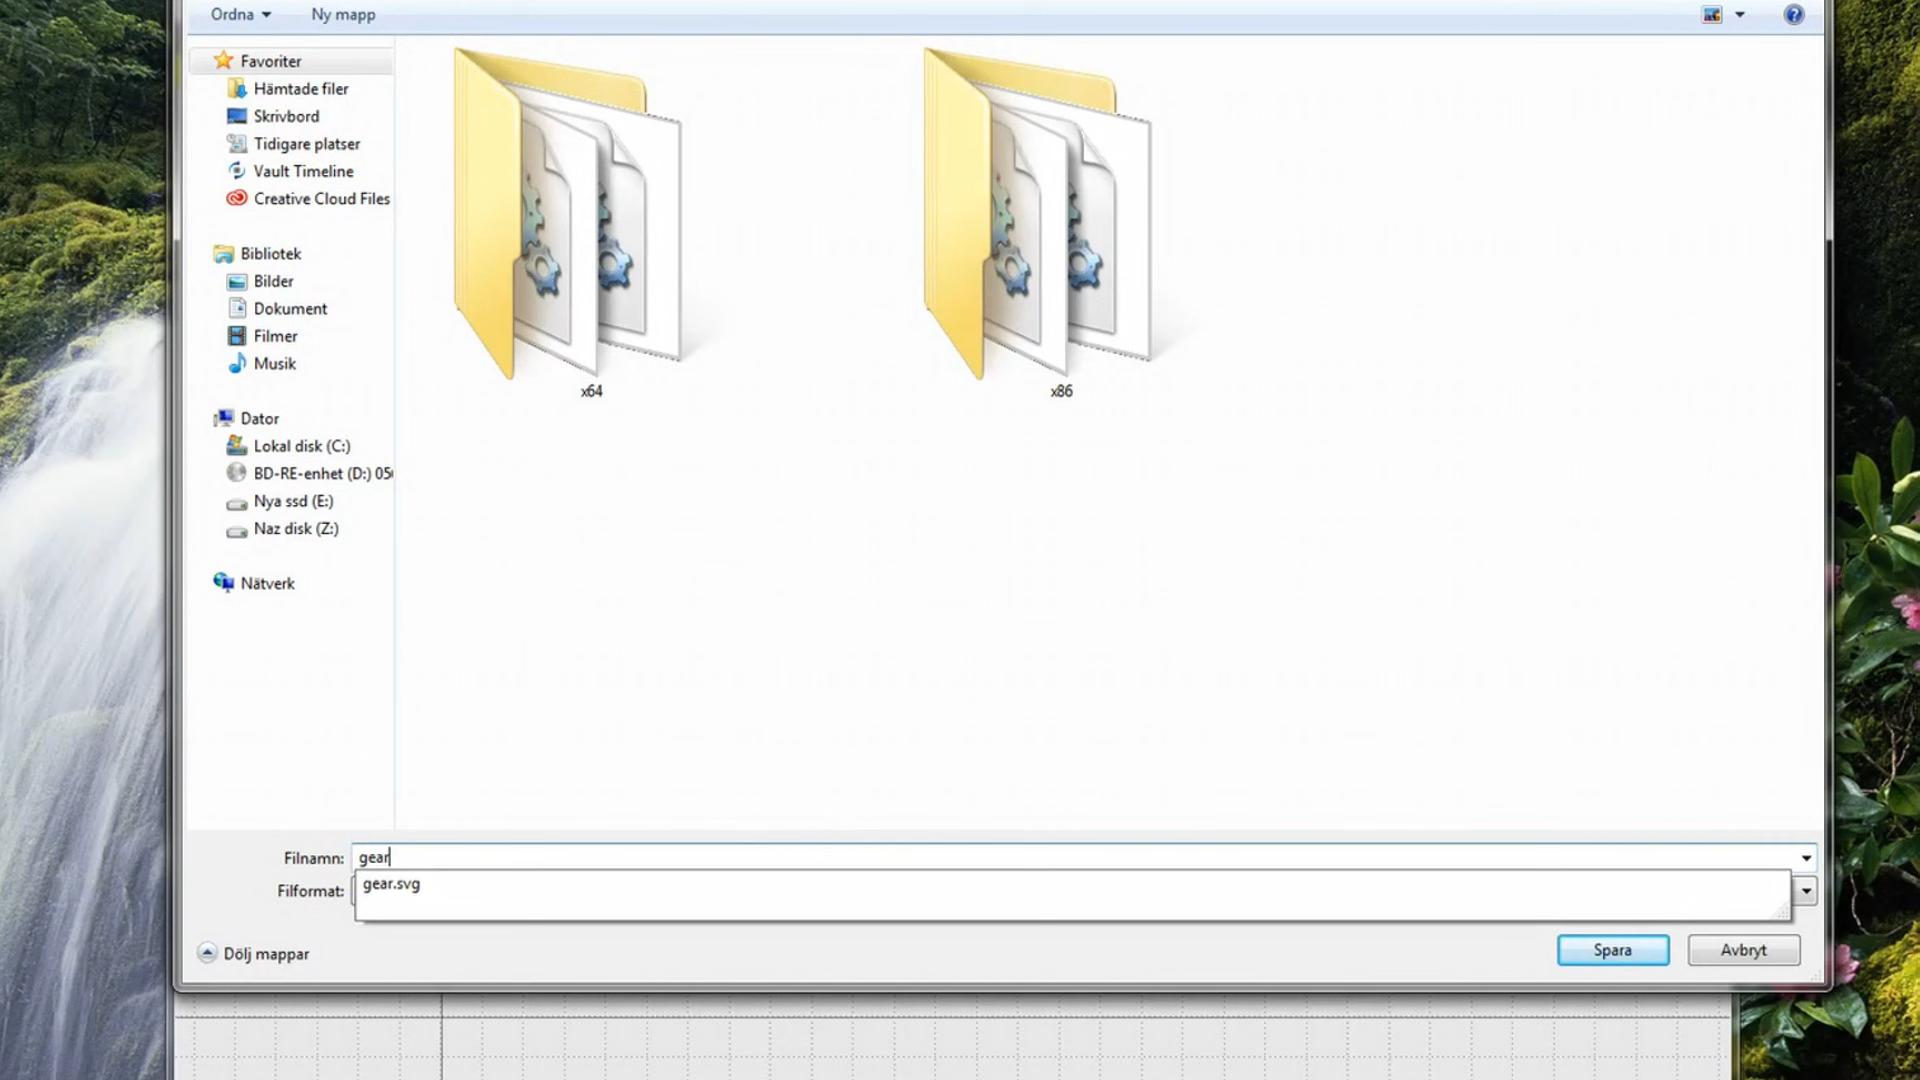 Ordna
Ny mapp
Favoriter
Hämtade filer
Skrivbord
Tidigare platser
Vault Timeline
Creative Cloud Files
Bibliotek
Bilder
Dokument
Filmer
Musik
Dator
Lokal disk (C:)
BD-RE-enhet (D:)
Nya ssd (E:)
Naz disk (Z:)
Nätverk
x64
x86
Filnamn: gear
gear.svg
Filformat:
Dölj mappar
Spara
Avbryt